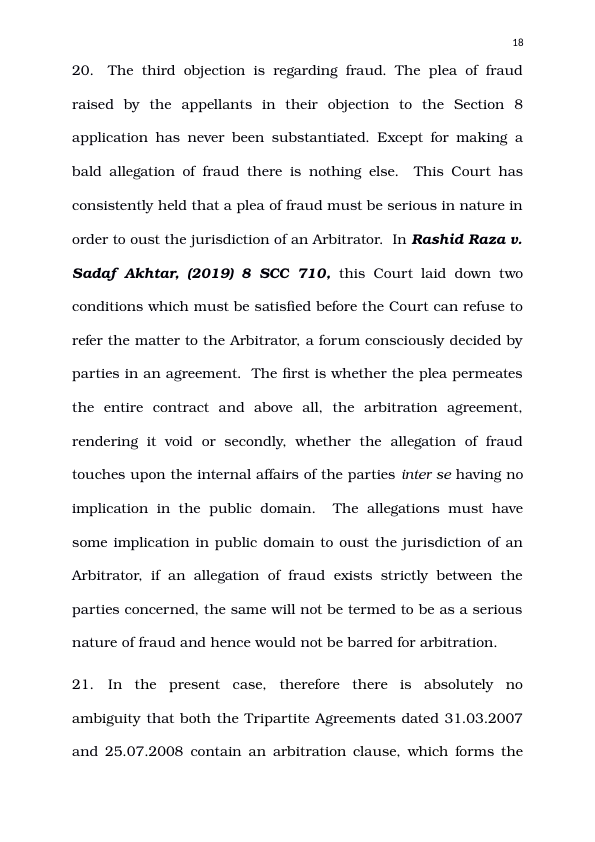 18
20. The third objection is regarding fraud. The plea of fraud
raised by the appellants in their objection to the Section 8
application has never been substantiated. Except for making a
bald allegation of fraud there is nothing else. This Court has
consistently held that a plea of fraud must be serious in nature in
order to oust the jurisdiction of an Arbitrator. In Rashid Raza v.
Sadaf Akhtar, (2019) 8 SCC 710, this Court laid down two
conditions which must be satisfied before the Court can refuse to
refer the matter to the Arbitrator, a forum consciously decided by
parties in an agreement. The first is whether the plea permeates
the entire contract and above all, the arbitration agreement,
rendering it void or secondly, whether the allegation of fraud
touches upon the internal affairs of the parties inter se having no
implication in the public domain. The allegations must have
some implication in public domain to oust the jurisdiction of an
Arbitrator, if an allegation of fraud exists strictly between the
parties concerned, the same will not be termed to be as a serious
nature of fraud and hence would not be barred for arbitration.
21. In the present case, therefore there is absolutely no
ambiguity that both the Tripartite Agreements dated 31.03.2007
and 25.07.2008 contain an arbitration clause, which forms the